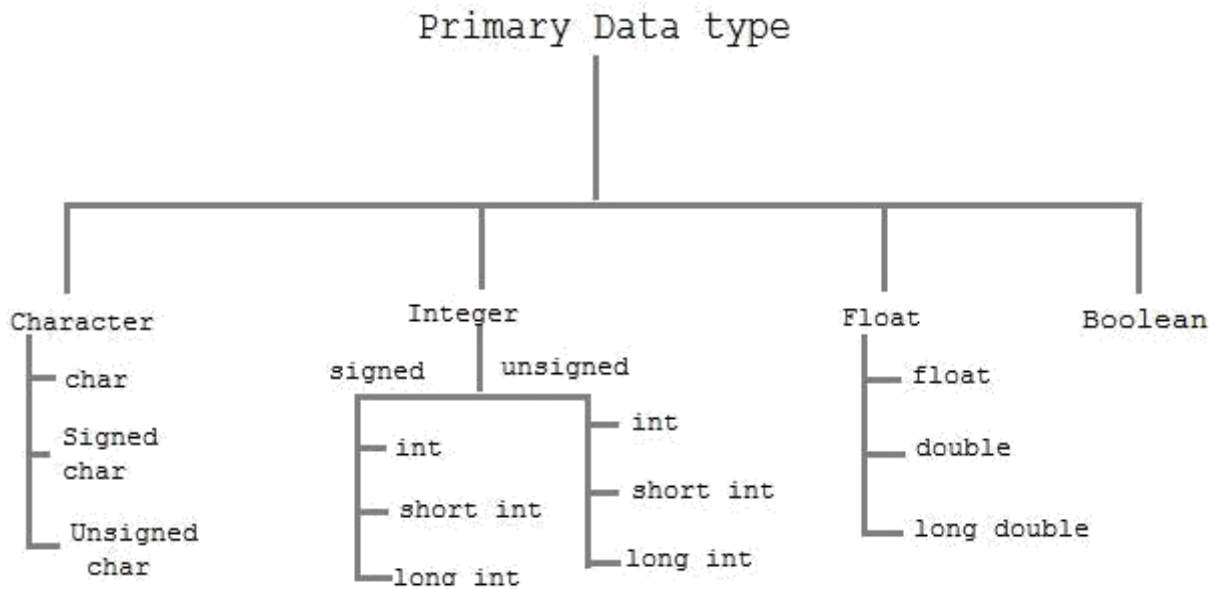 Primary Data type
Character
Integer
Float
Boolean
char
Signed
char
Unsigned
char
signed
unsigned
int
short int
long int
int
short int
long int
float
double
long double